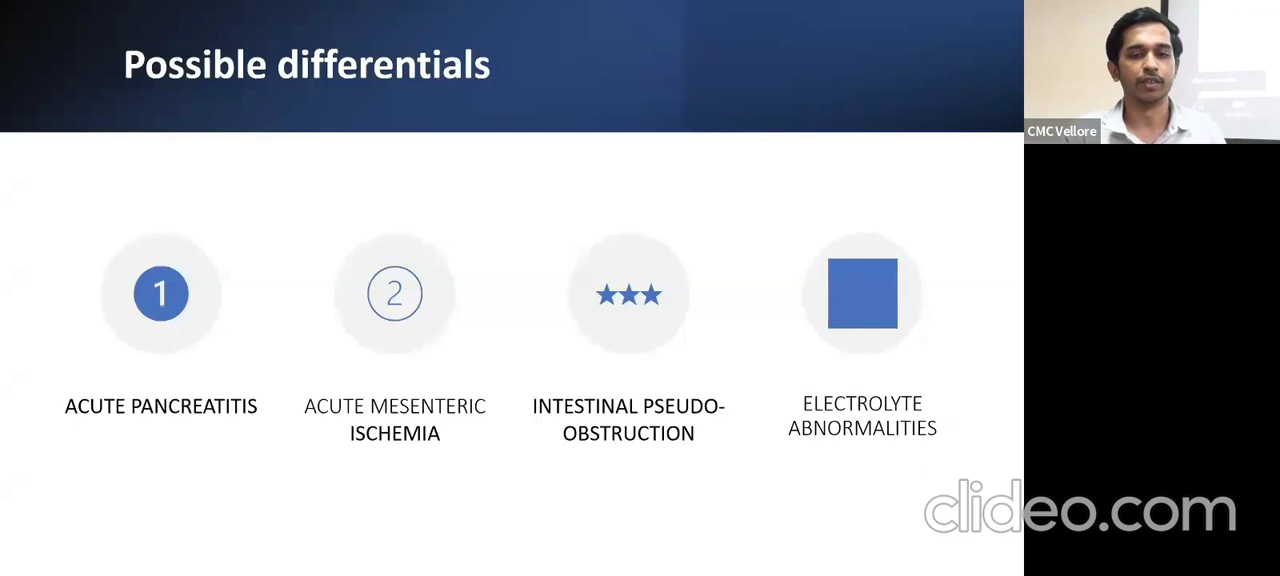 Possible differentials
CMC Vellore
1
2
ACUTE PANCREATITIS
ACUTE MESENTERIC
ISCHEMIA
INTESTINAL PSEUDO-
OBSTRUCTION
ELECTROLYTE
ABNORMALITIES
clideo.com